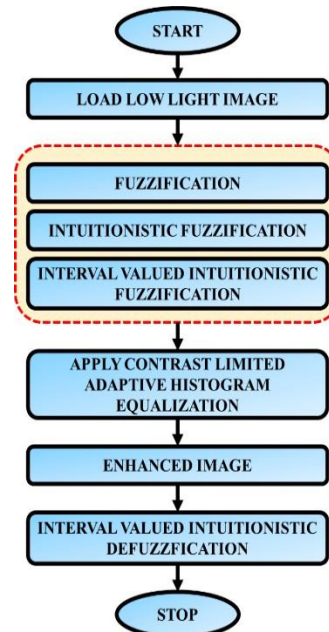 START
LOAD LOW LIGHT IMAGE
FUZZIFICATION
INTUITIONISTIC FUZZIFICATION
INTERVAL VALUED INTUITIONISTIC
FUZZIFICATION
APPLY CONTRAST LIMITED
ADAPTIVE HISTOGRAM
EQUALIZATION
ENHANCED IMAGE
INTERVAL VALUED INTUITIONISTIC
DEFUZZFICATION
STOP